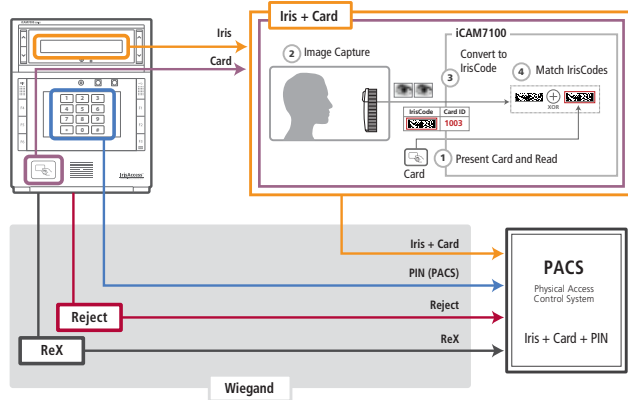 Iris + Card
Iris
Card
iCAM7100
2 Image Capture
Convert to
IrisCode
3
4 Match IrisCodes
XOR
IrisCode Card ID
1003
1 Present Card and Read
Card
1 2 3
4 5 6
7 8 9
* 0 #
IrisAccess
Iris + Card
PIN (PACS)
Reject
ReX
Reject
ReX
Wiegand
PACS
Physical Access
Control System
Iris + Card + PIN